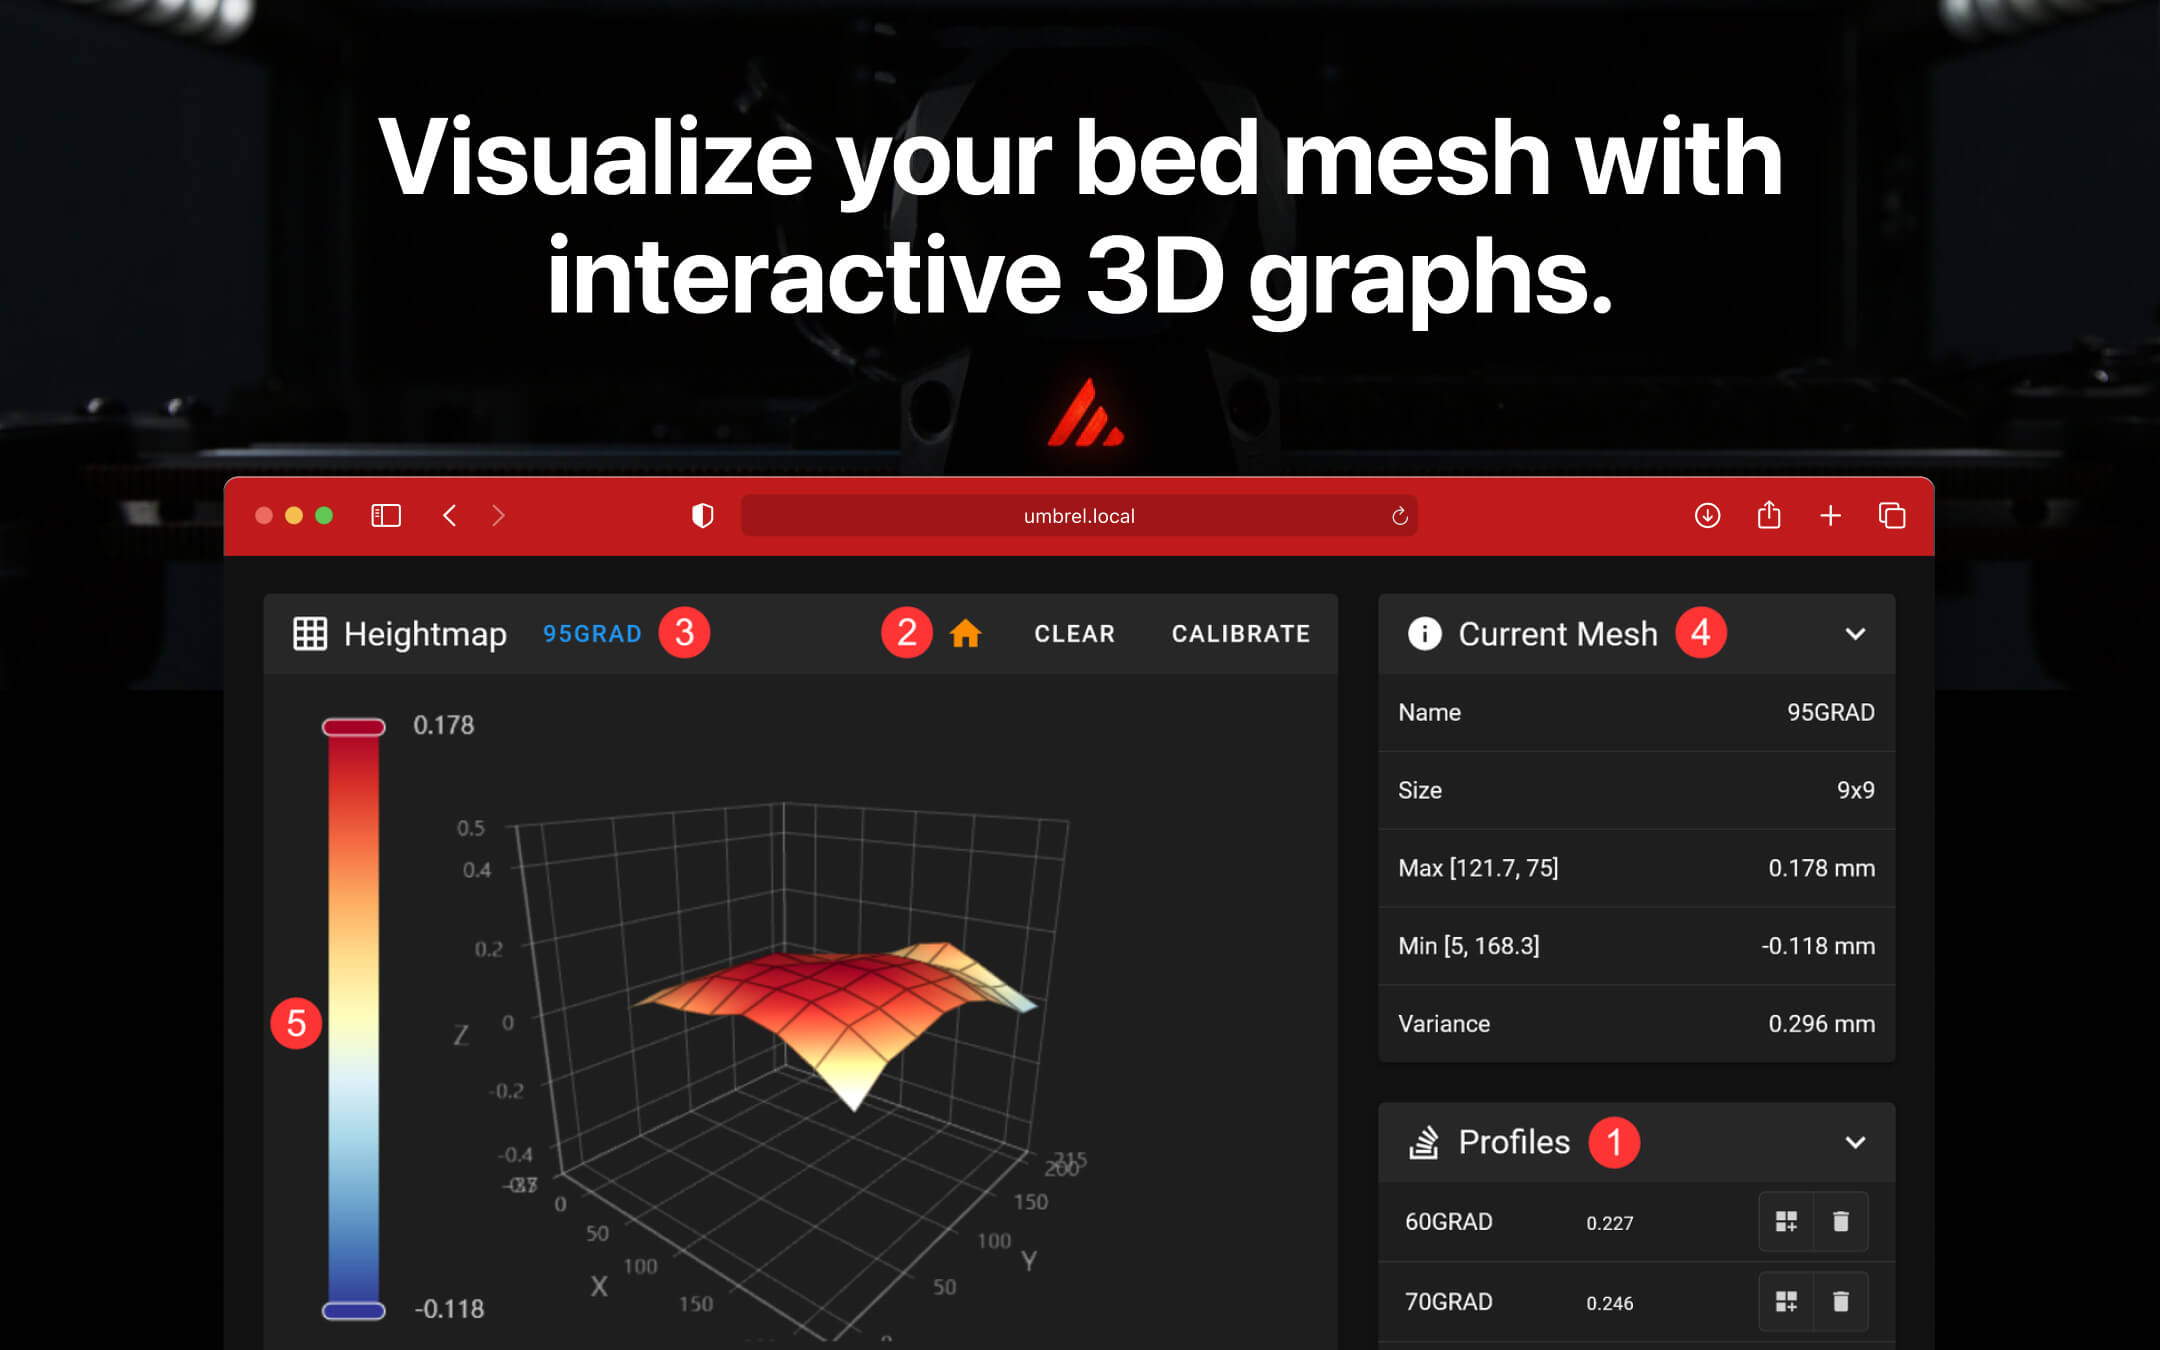 Visualize your bed mesh with
interactive 3D graphs.
umbrel.local
Heightmap 95GRAD 3 2 CLEAR CALIBRATE
0.178
0.5
0.4
0.2
Z 0
5
-0.2
-0.4
0
50
100
X
150
215
200
150
100
Y
50
-0.118
Current Mesh 4
Name 95GRAD
Size 9x9
Max [121.7, 75] 0.178 mm
Min [5, 168.3] -0.118 mm
Variance 0.296 mm
Profiles 1
60GRAD 0.227
70GRAD 0.246